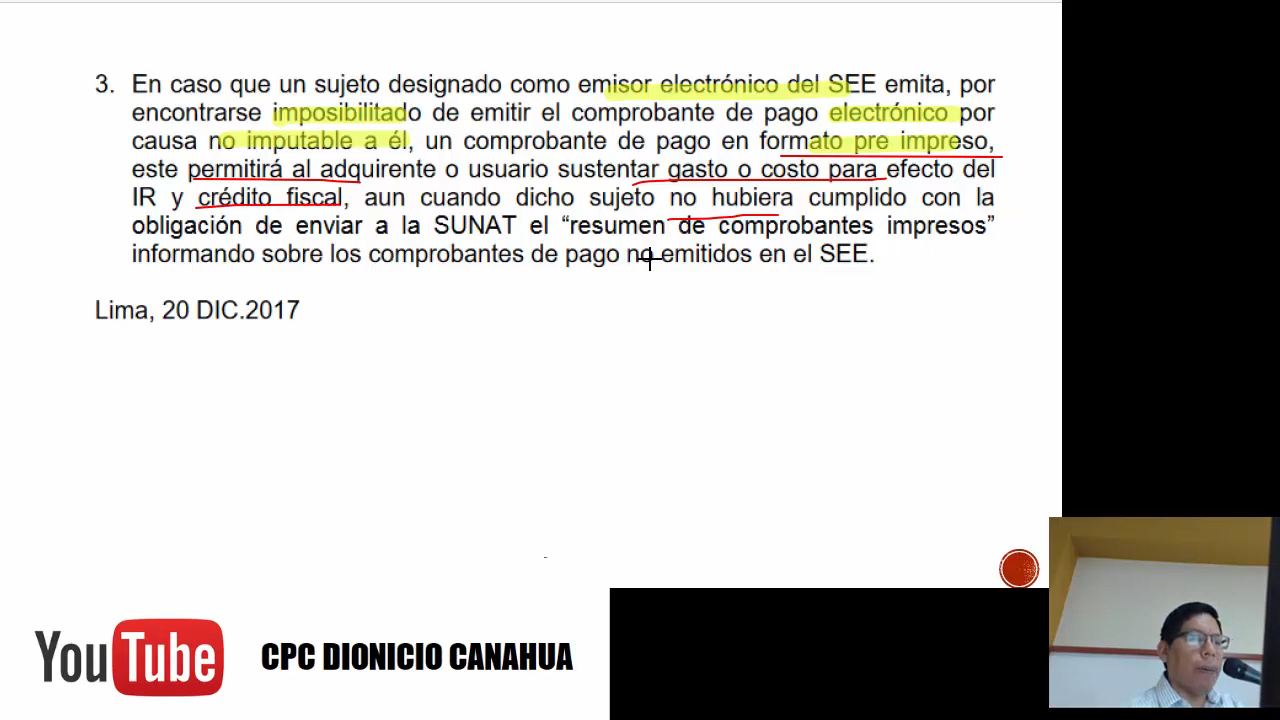 3. En caso que un sujeto designado como emisor electrónico del SEE emita, por
encontrarse imposibilitado de emitir el comprobante de pago electrónico por
causa no imputable a él, un comprobante de pago en formato pre impreso,
este permitirá al adquirente o usuario sustentar gasto o costo para efecto del
IR y crédito fiscal, aun cuando dicho sujeto no hubiera cumplido con la
obligación de enviar a la SUNAT el “resumen de comprobantes impresos”
informando sobre los comprobantes de pago no emitidos en el SEE.
Lima, 20 DIC.2017
YouTube CPC DIONICIO CANAHUA